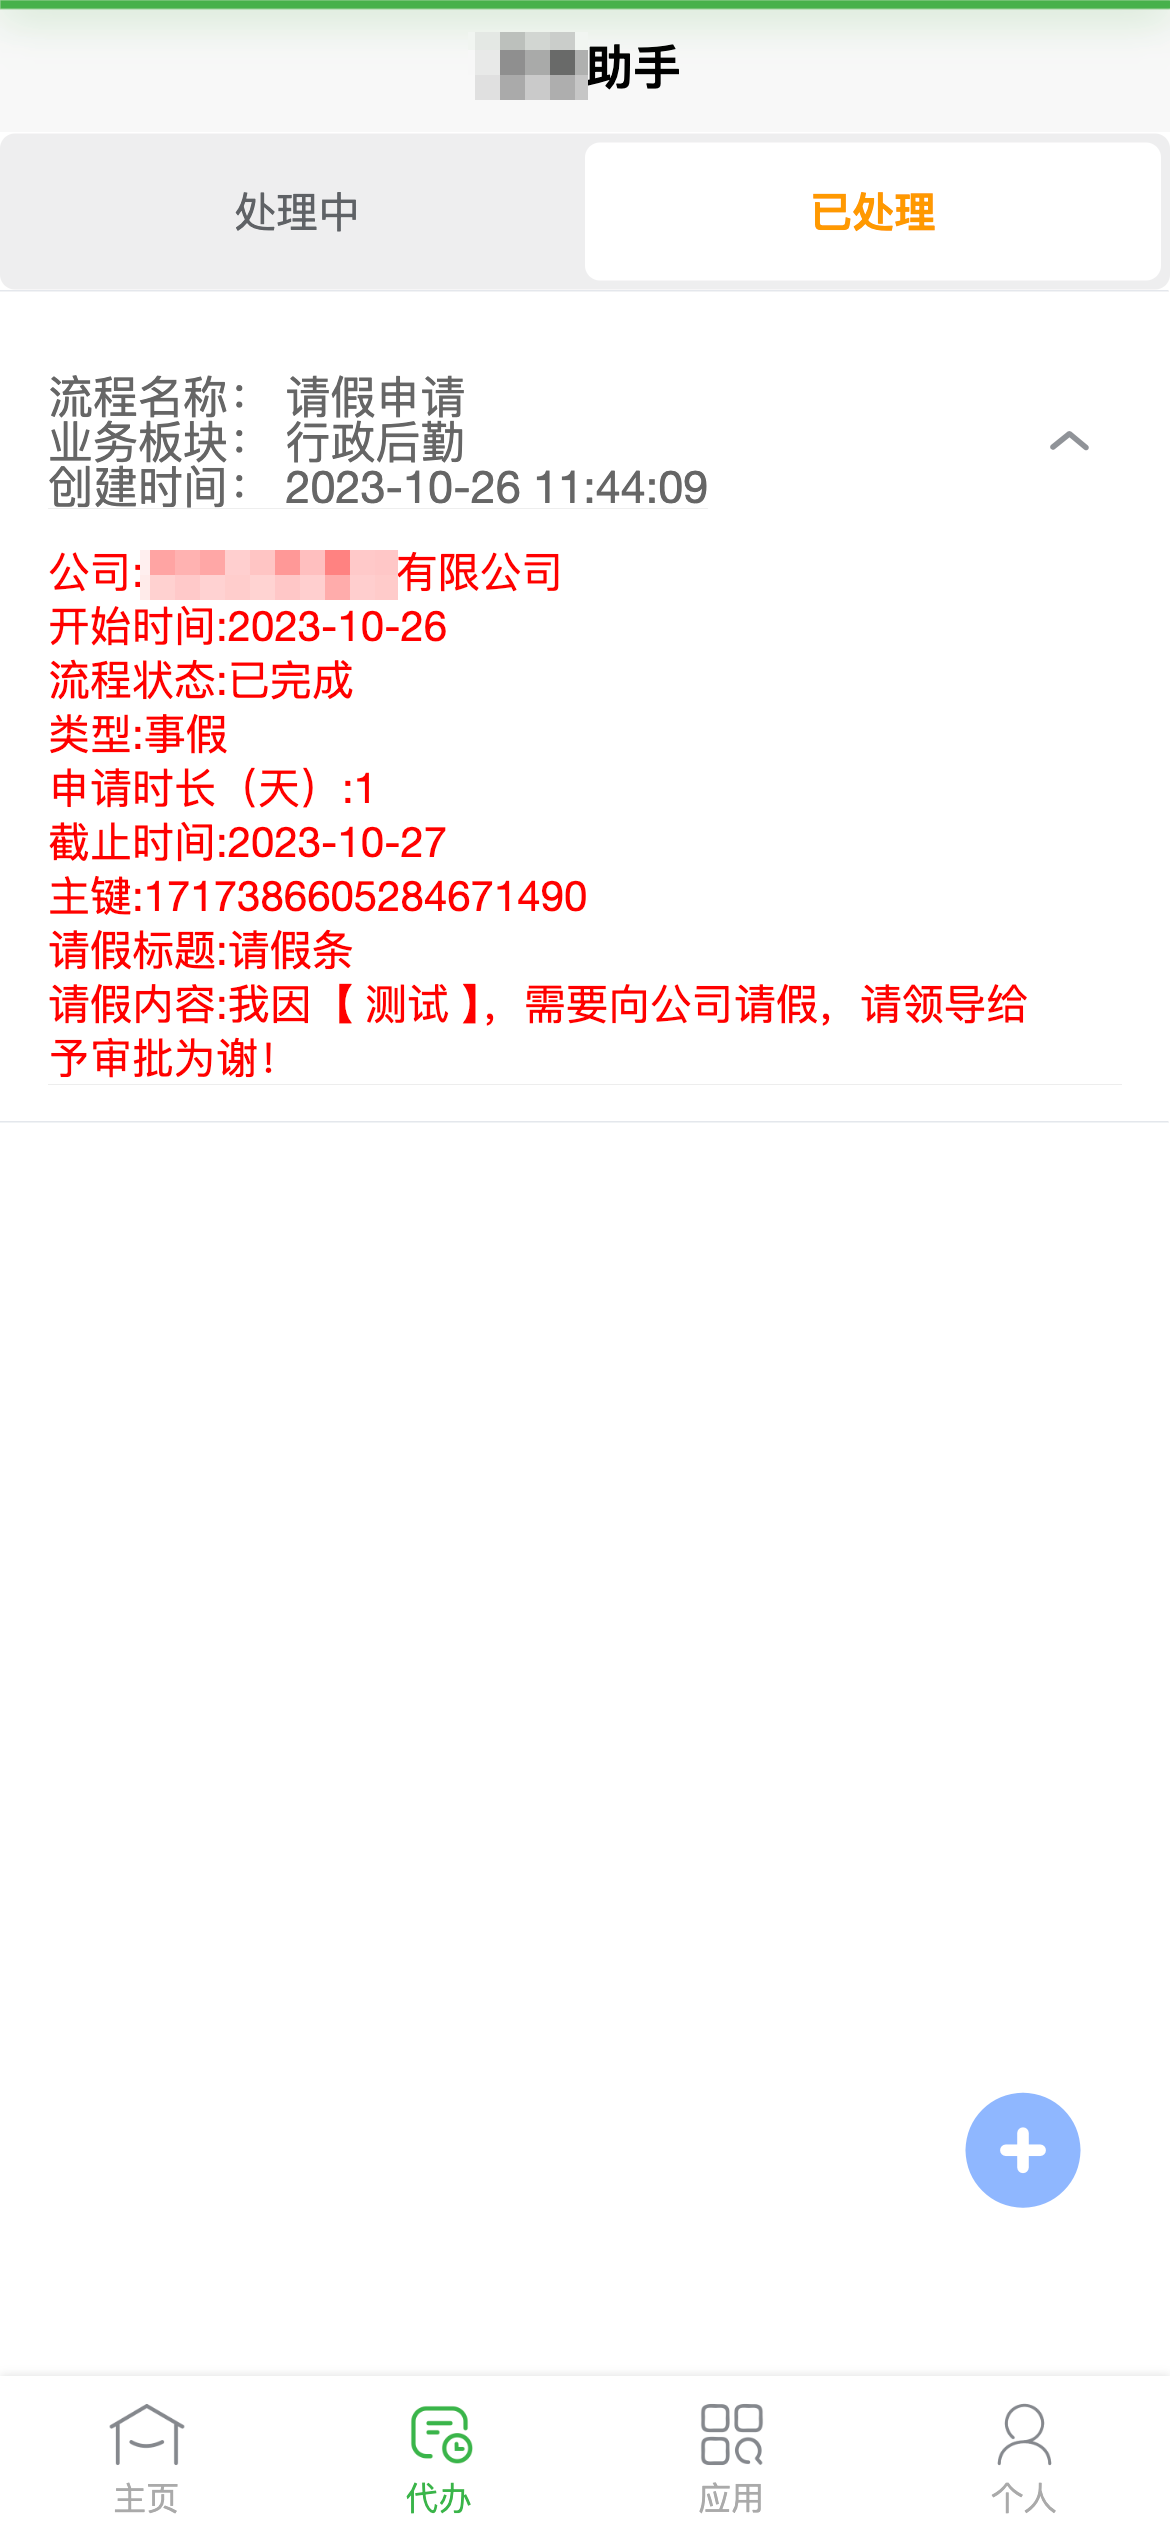 助手
处理中
已处理
流程名称： 请假申请
业务板块： 行政后勤
创建时间： 2023-10-26 11:44:09
公司:有限公司
开始时间:2023-10-26
流程状态:已完成
类型:事假
申请时长（天）:1
截止时间:2023-10-27
主键:1717386605284671490
请假标题:请假条
请假内容:我因【 测试 】，需要向公司请假，请领导给
予审批为谢！
主页
代办
应用
个人